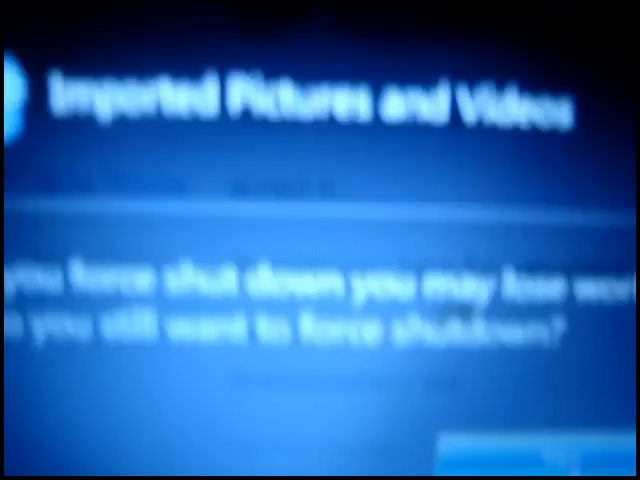 Imported Pictures and Videos
you force shut down you may lose
you still want to force shutdown?